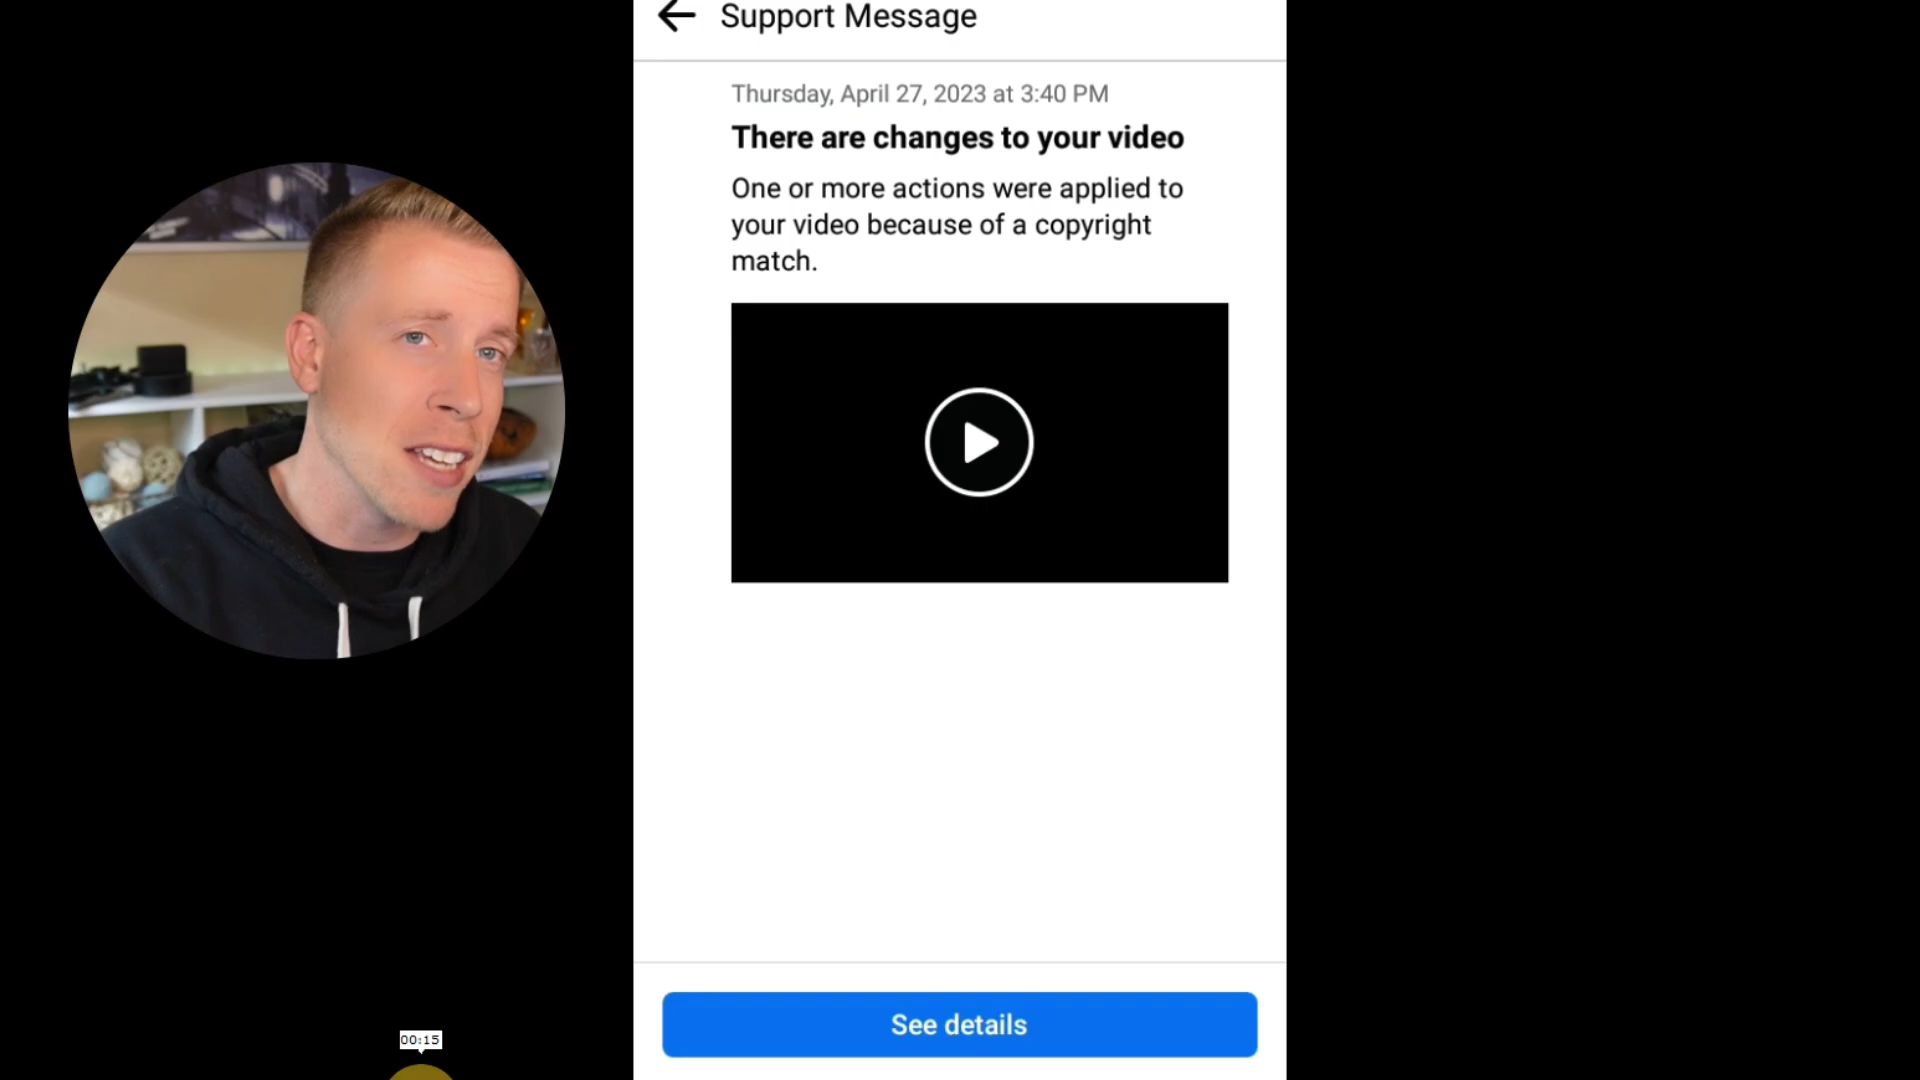 Support Message
Thursday, April 27, 2023 at 3:40 PM
There are changes to your video
One or more actions were applied to
your video because of a copyright
match.
See details
00:15